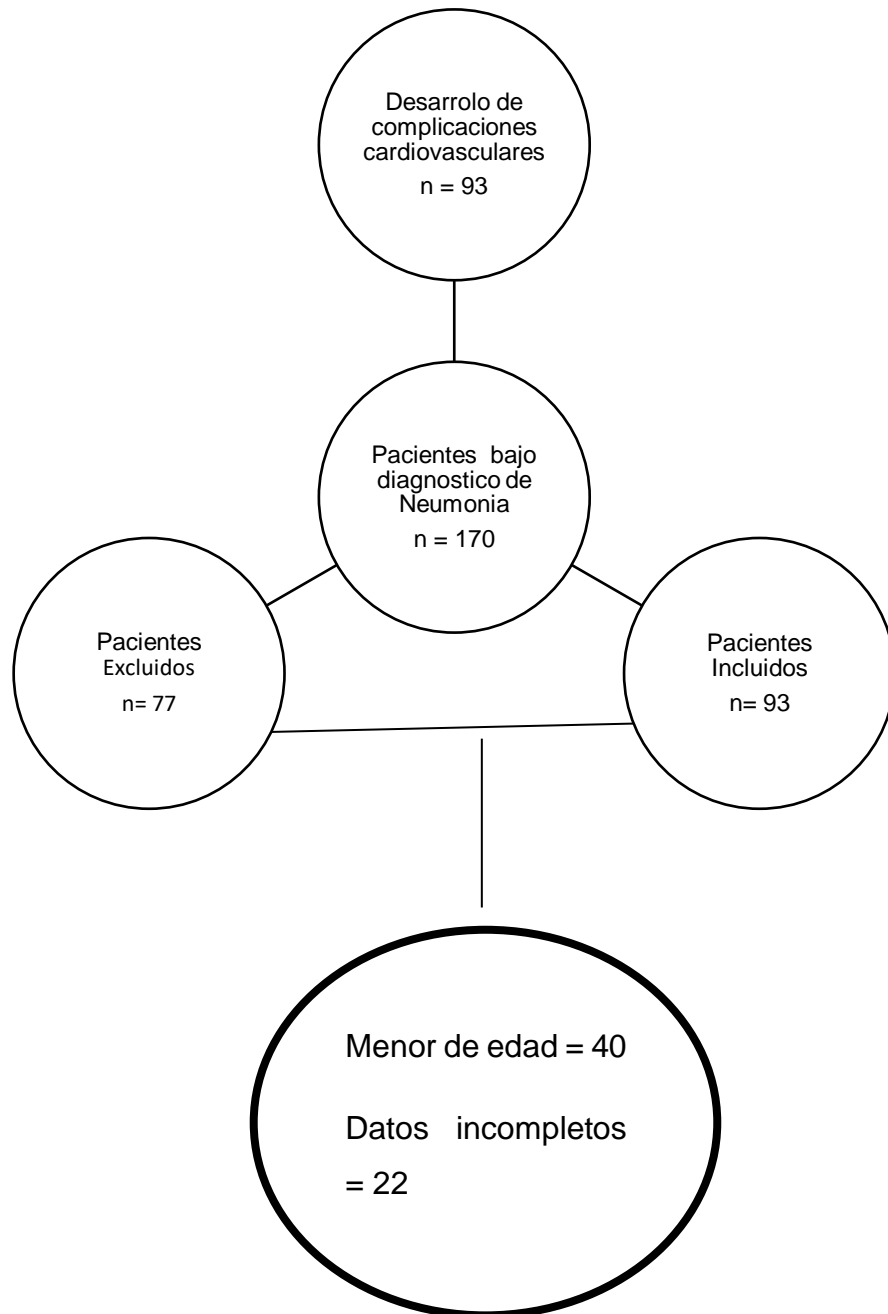 Desarrolo de
complicaciones
cardiovasculares
n = 93
Pacientes bajo
diagnostico de
Neumonia
n = 170
Pacientes
Excluidos
n= 77
Pacientes
Incluidos
n= 93
Menor de edad = 40
Datos incompletos
= 22